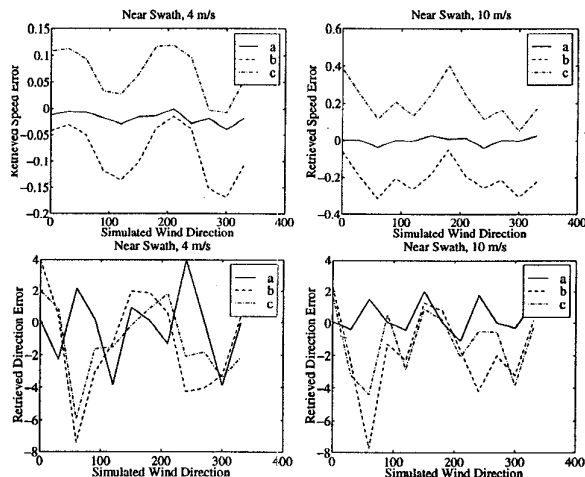 Near Swath, 4 m/s
Retrieved Speed Error
0.15
0.1
0.05
0
−0.05
−0.1
−0.15
−0.2
0
100
200
300
400
Simulated Wind Direction
a
b
c
Near Swath, 10 m/s
Retrieved Speed Error
0.6
0.4
0.2
0
−0.2
−0.4
0
100
200
300
400
Simulated Wind Direction
a
b
c
Near Swath, 4 m/s
Retrieved Direction Error
4
2
0
−2
−4
−6
−8
0
100
200
300
400
Simulated Wind Direction
a
b
c
Near Swath, 10 m/s
Retrieved Direction Error
4
2
0
−2
−4
−6
−8
0
100
200
300
400
Simulated Wind Direction
a
b
c